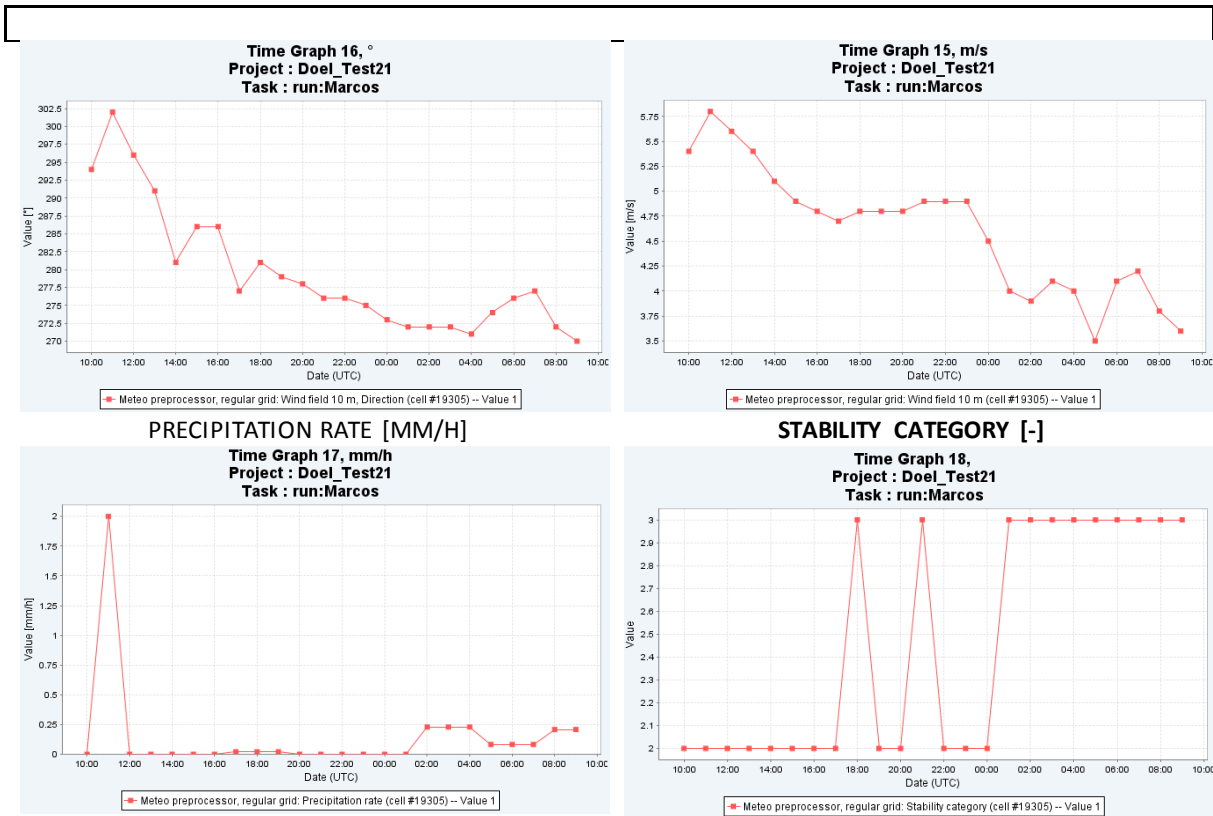 Time Graph 16, °
Project : Doel_Test21
Task : run:Marcos
302.5
300
297.5
295
292.5
290
287.5
285
282.5
280
277.5
275
272.5
270
Value [°]
10:00 12:00 14:00 16:00 18:00 20:00 22:00 00:00 02:00 04:00 06:00 08:00 10:00
Date (UTC)
Meteo preprocessor, regular grid: Wind field 10 m, Direction (cell #19305) -- Value 1
Time Graph 15, m/s
Project : Doel_Test21
Task : run:Marcos
5.75
5.5
5.25
5
4.75
4.5
4.25
4
3.75
3.5
Value [m/s]
10:00 12:00 14:00 16:00 18:00 20:00 22:00 00:00 02:00 04:00 06:00 08:00 10:00
Date (UTC)
Meteo preprocessor, regular grid: Wind field 10 m (cell #19305) -- Value 1
PRECIPITATION RATE [MM/H]
Time Graph 17, mm/h
Project : Doel_Test21
Task : run:Marcos
2
1.75
1.5
1.25
1
0.75
0.5
0.25
0
Value [mm/h]
10:00 12:00 14:00 16:00 18:00 20:00 22:00 00:00 02:00 04:00 06:00 08:00 10:00
Date (UTC)
Meteo preprocessor, regular grid: Precipitation rate (cell #19305) -- Value 1
STABILITY CATEGORY [-]
Time Graph 18,
Project : Doel_Test21
Task : run:Marcos
3
2.9
2.8
2.7
2.6
2.5
2.4
2.3
2.2
2.1
2
Value
10:00 12:00 14:00 16:00 18:00 20:00 22:00 00:00 02:00 04:00 06:00 08:00 10:00
Date (UTC)
Meteo preprocessor, regular grid: Stability category (cell #19305) -- Value 1